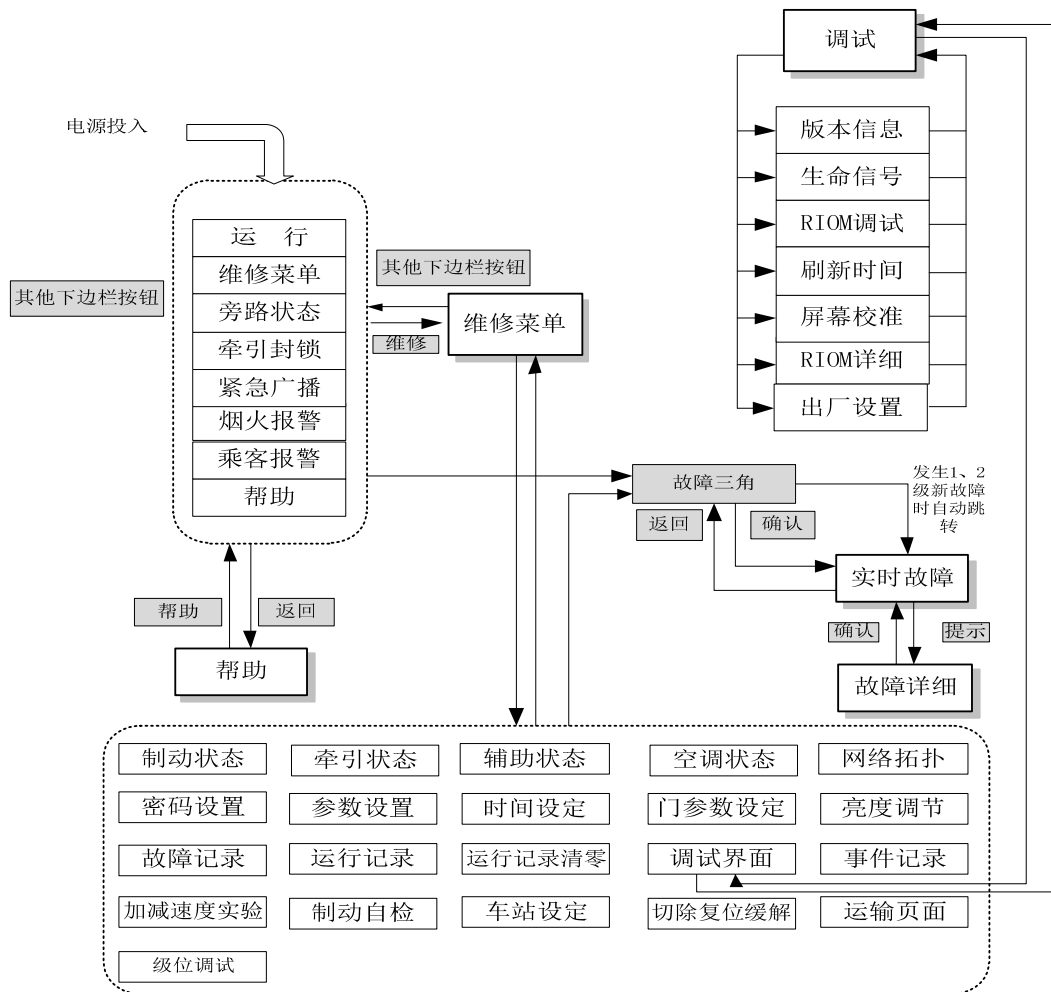 调试
版本信息
生命信号
RIOM调试
刷新时间
屏幕校准
RIOM详细
出厂设置
电源投入
运 行
维修菜单
旁路状态
牵引封锁
紧急广播
烟火报警
乘客报警
帮助
其他下边栏按钮
其他下边栏按钮
维修
维修菜单
故障三角
发生1、2
级新故障
时自动跳
转
返回
确认
实时故障
确认
提示
故障详细
帮助
返回
帮助
制动状态
牵引状态
辅助状态
空调状态
网络拓扑
密码设置
参数设置
时间设定
门参数设定
亮度调节
故障记录
运行记录
运行记录清零
调试界面
事件记录
加减速度实验
制动自检
车站设定
切除复位缓解
运输页面
级位调试